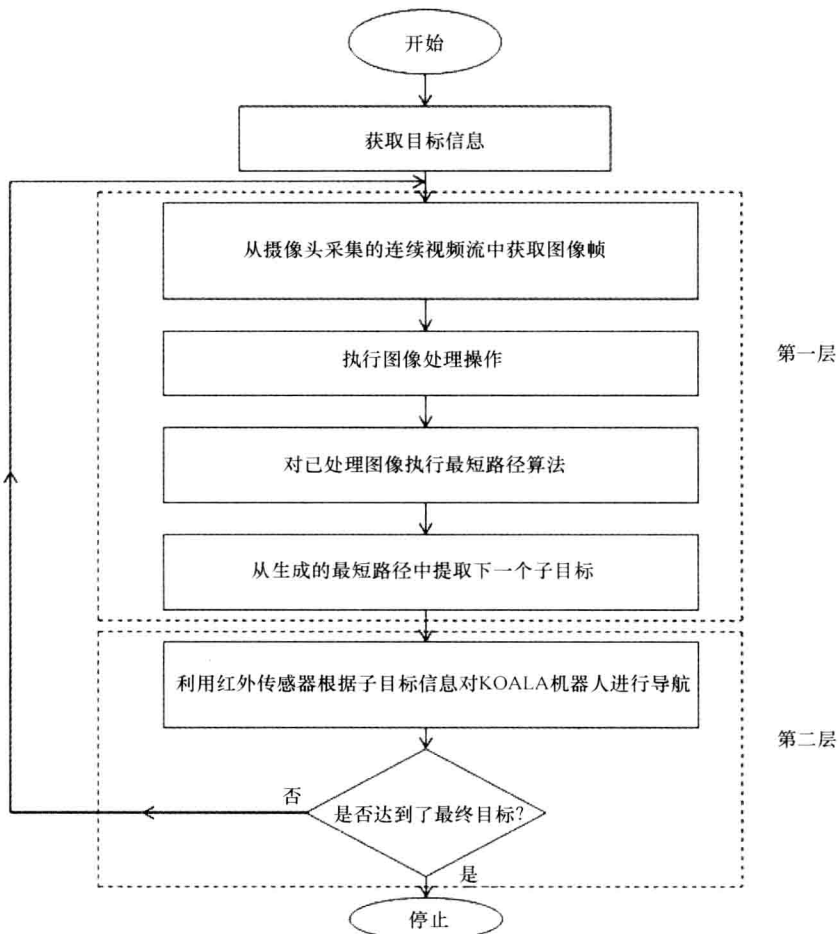 开始
获取目标信息
从摄像头采集的连续视频流中获取图像帧
执行图像处理操作
第一层
对已处理图像执行最短路径算法
从生成的最短路径中提取下一个子目标
利用红外传感器根据子目标信息对KOALA机器人进行导航
第二层
否
是否达到了最终目标?
是
停止